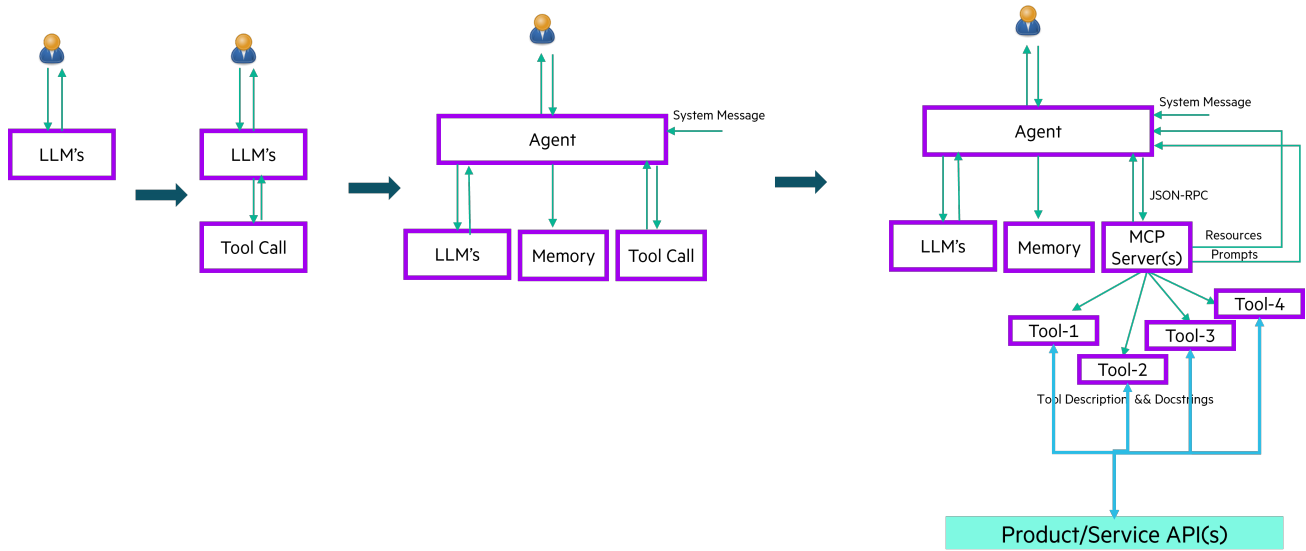 LLM's
LLM's
Tool Call
System Message
Agent
LLM's
Memory
Tool Call
System Message
Agent
JSON-RPC
LLM's
Memory
MCP
Server(s)
Resources
Prompts
Tool-1
Tool-2
Tool-3
Tool-4
Tool Description && Docstrings
Product/Service API(s)